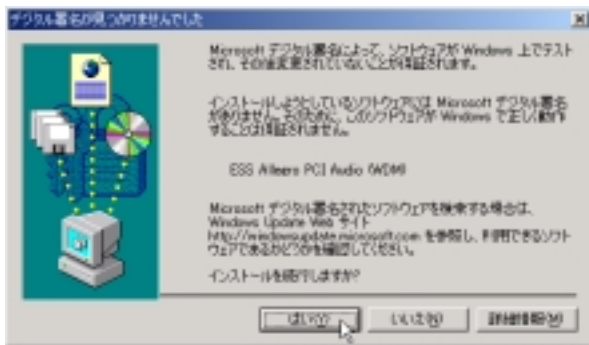 デジタル署名が見つかりませんでした
Microsoft デジタル署名によって、ソフトウェアが Windows 上でテスト
され、その後変更されていないことが保証されます。
インストールしようとしているソフトウェアには Microsoft デジタル署名
がありません。そのために、このソフトウェアが Windows で正しく動作
することは保証されません。
ESS Allegro PCI Audio (WDM)
Microsoft デジタル署名されたソフトウェアを検索する場合は、
Windows Update Web サイト
http://windowsupdate.microsoft.com を参照し、利用できるソフト
ウェアであるかどうかを確認してください。
インストールを続行しますか?
はい(Y)
いいえ(N)
詳細情報(M)